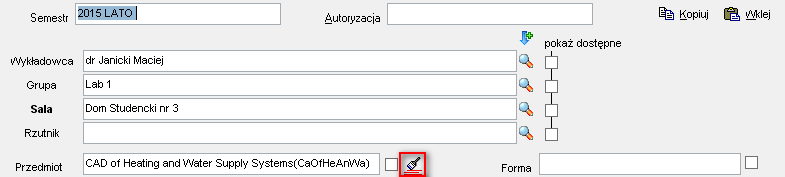 Semestr 2015 LATO Autoryzacja Kopiuj Wklej
pokaż dostępne
Wykładowca dr Janicki Maciej
Grupa Lab 1
Sala Dom Studencki nr 3
Rzutnik
Przedmiot CAD of Heating and Water Supply Systems(CaOfHeAnWa) Forma